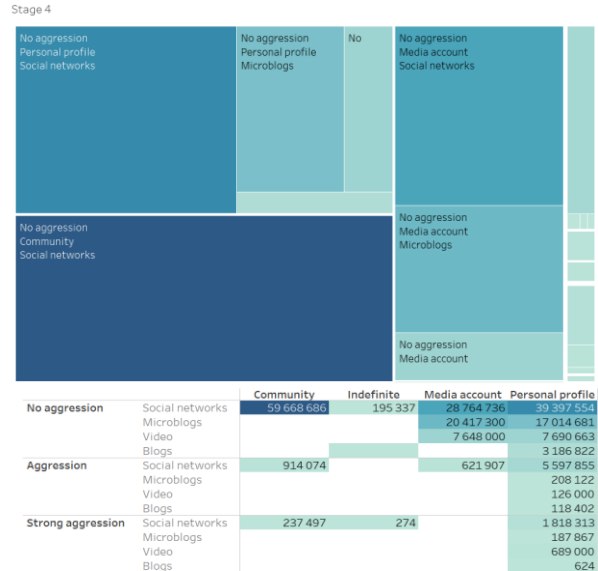 Stage 4
No aggression
Personal profile
Social networks
No aggression
Personal profile
Microblogs
No
No aggression
Media account
Social networks
No aggression
Community
Social networks
No aggression
Media account
Microblogs
No aggression
Media account
Community Indefinite Media account Personal profile
No aggression Social networks 59 668 686 195 337 28 764 736 39 397 554
Microblogs 20 417 300 17 014 681
Video 7 648 000 7 690 663
Blogs 3 186 822
Aggression Social networks 914 074 621 907 5 597 855
Microblogs 208 122
Video 126 000
Blogs 118 402
Strong aggression Social networks 237 497 274 1 818 313
Microblogs 187 867
Video 689 000
Blogs 624